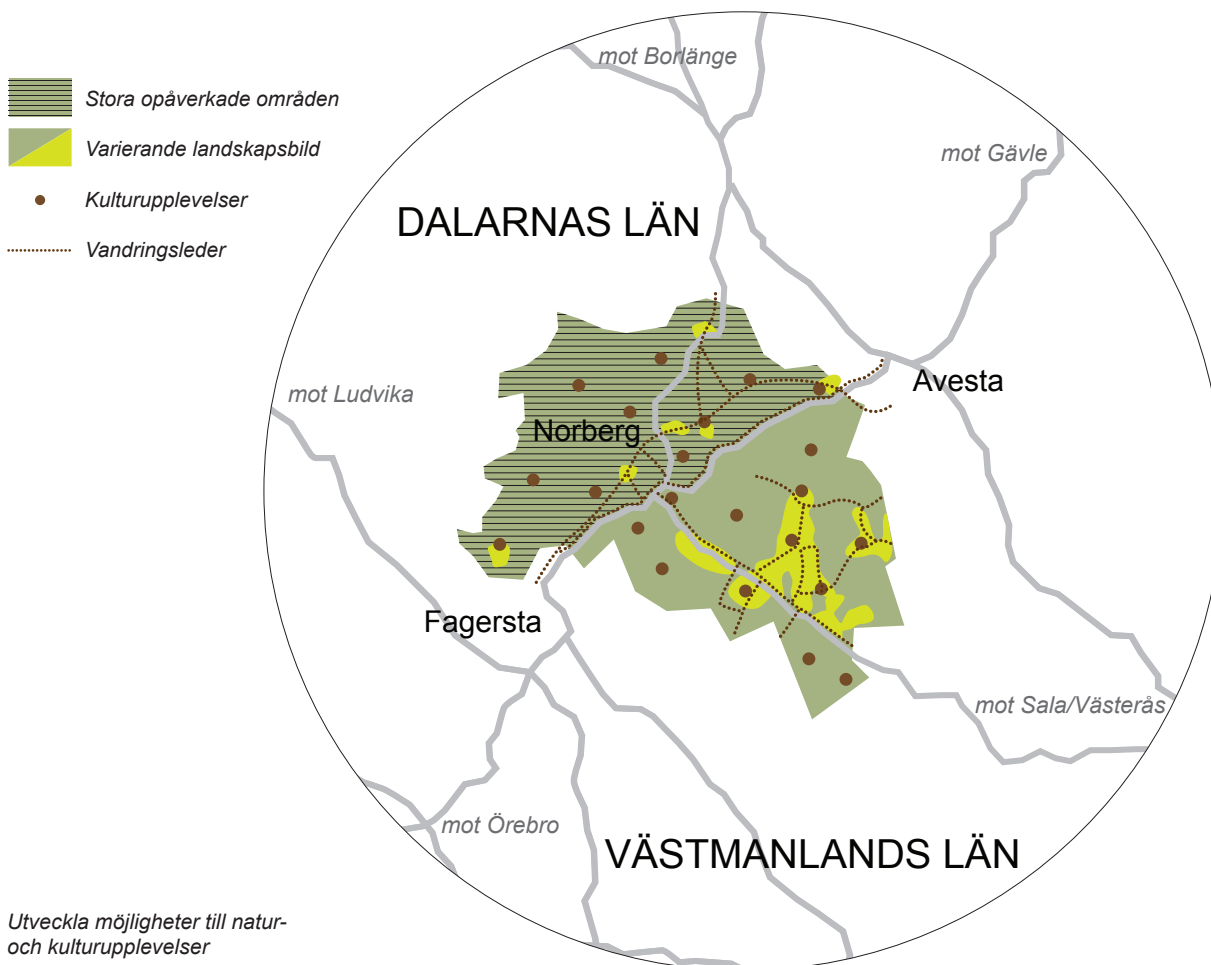 Stora opåverkade områden
Varierande landskapsbild
Kulturupplevelser
Vandringsleder
mot Borlänge
mot Gävle
DALARNAS LÄN
mot Ludvika
Avesta
Norberg
Fagersta
mot Sala/Västerås
mot Örebro
VÄSTMANLANDS LÄN
Utveckla möjligheter till natur-
och kulturupplevelser